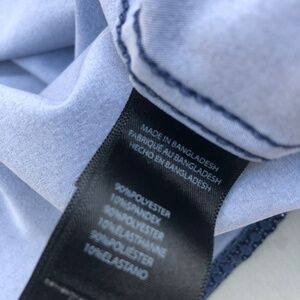 MADE IN BANGLADESH
FABRIQUÉ AU BANGLADESH
HECHO EN BANGLADESH
90%POLYESTER
10%SPANDEX
90%POLYESTER
10%ELASTHANNE
90%POLIESTER
10%ELASTANO